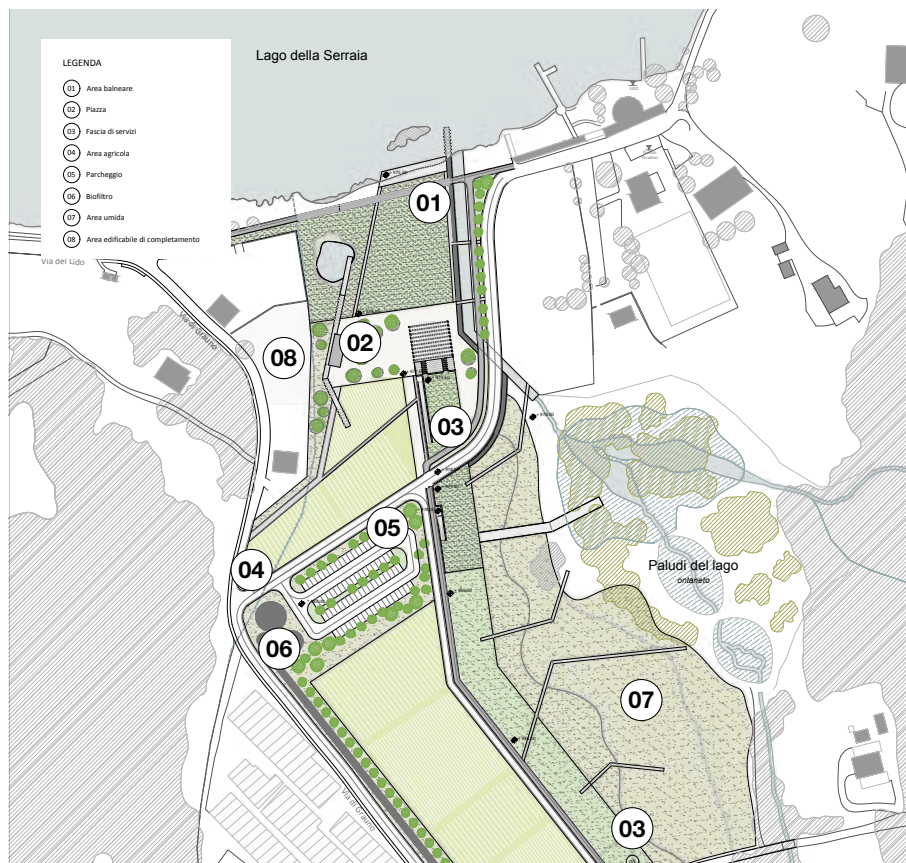 Lago della Serraia
LEGENDA
01 Area balneare
02 Piazza
03 Fascia di servizi
04 Area agricola
05 Parcheggio
06 Biofiltro
07 Area umida
08 Area edificabile di completamento
Via del Lido
Via di Grauno
01
02
08
03
05
04
Paludi del lago
ontaneto
06
07
Via di Grauno
03